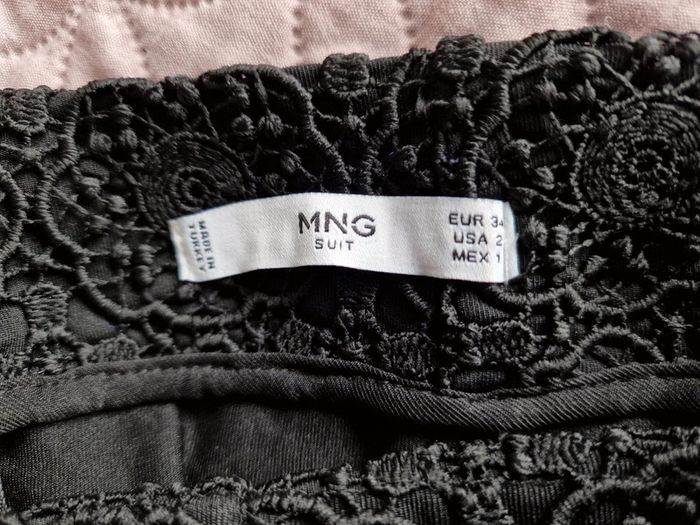 MADE IN
TURKEY
MNG
SUIT
EUR 34
USA 2
MEX 1